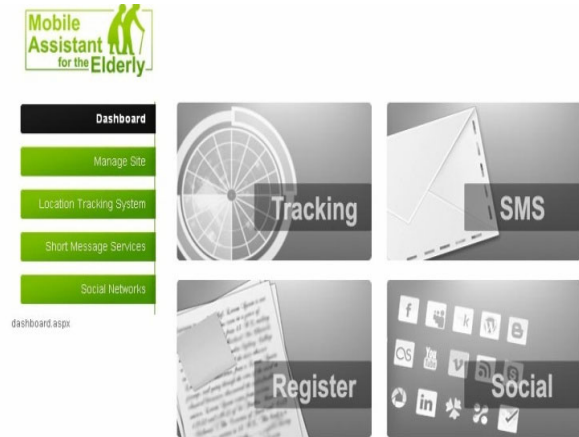 Mobile
Assistant
for the Elderly
Dashboard
Manage Site
Location Tracking System
Short Message Services
Social Networks
dashboard.aspx
Tracking
SMS
Register
Social